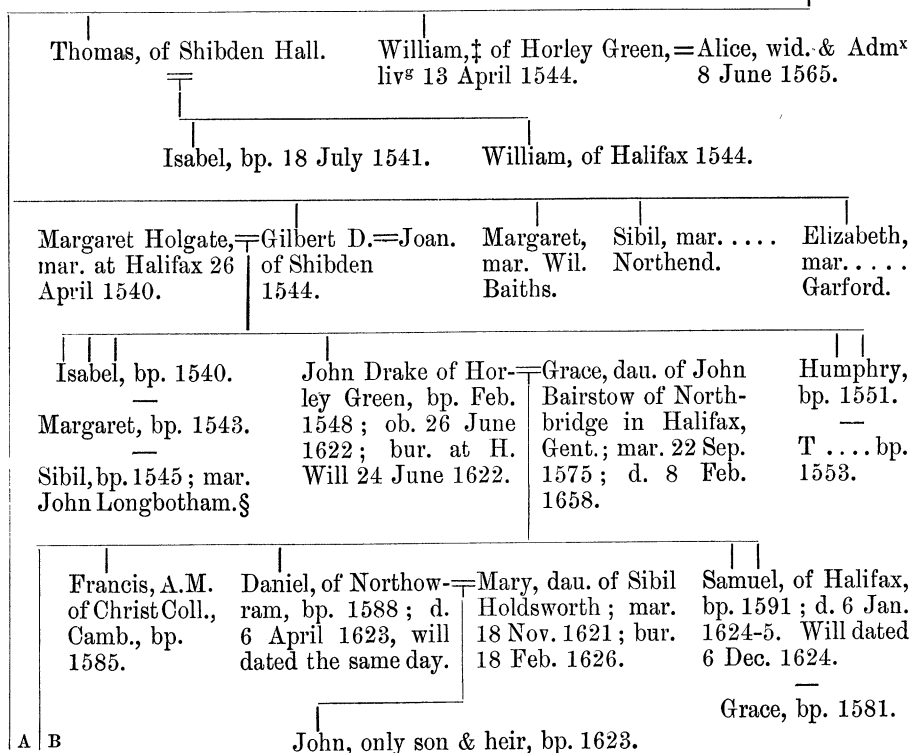 Thomas, of Shibden Hall.
William,‡ of Horley Green,=Alice, wid. & Admx
livg 13 April 1544.
8 June 1565.
Isabel, bp. 18 July 1541.
William, of Halifax 1544.
Margaret Holgate,=Gilbert D.=Joan.
mar. at Halifax 26
April 1540.
of Shibden
1544.
Margaret,
mar. Wil.
Baiths.
Sibil, mar.....
Northend.
Elizabeth,
mar.....
Garford.
Isabel, bp. 1540.
—
Margaret, bp. 1543.
—
Sibil, bp. 1545 ; mar.
John Longbotham.§
John Drake of Hor-
ley Green, bp. Feb.
1548 ; ob. 26 June
1622 ; bur. at H.
Will 24 June 1622.
=Grace, dau. of John
Bairstow of North-
bridge in Halifax,
Gent.; mar. 22 Sep.
1575 ; d. 8 Feb.
1658.
Humphry,
bp. 1551.
—
T .... bp.
1553.
Francis, A.M.
of Christ Coll.,
Camb., bp.
1585.
Daniel, of Northow-
ram, bp. 1588 ; d.
6 April 1623, will
dated the same day.
=Mary, dau. of Sibil
Holdsworth ; mar.
18 Nov. 1621 ; bur.
18 Feb. 1626.
Samuel, of Halifax,
bp. 1591 ; d. 6 Jan.
1624-5. Will dated
6 Dec. 1624.
—
Grace, bp. 1581.
A B
John, only son & heir, bp. 1623.